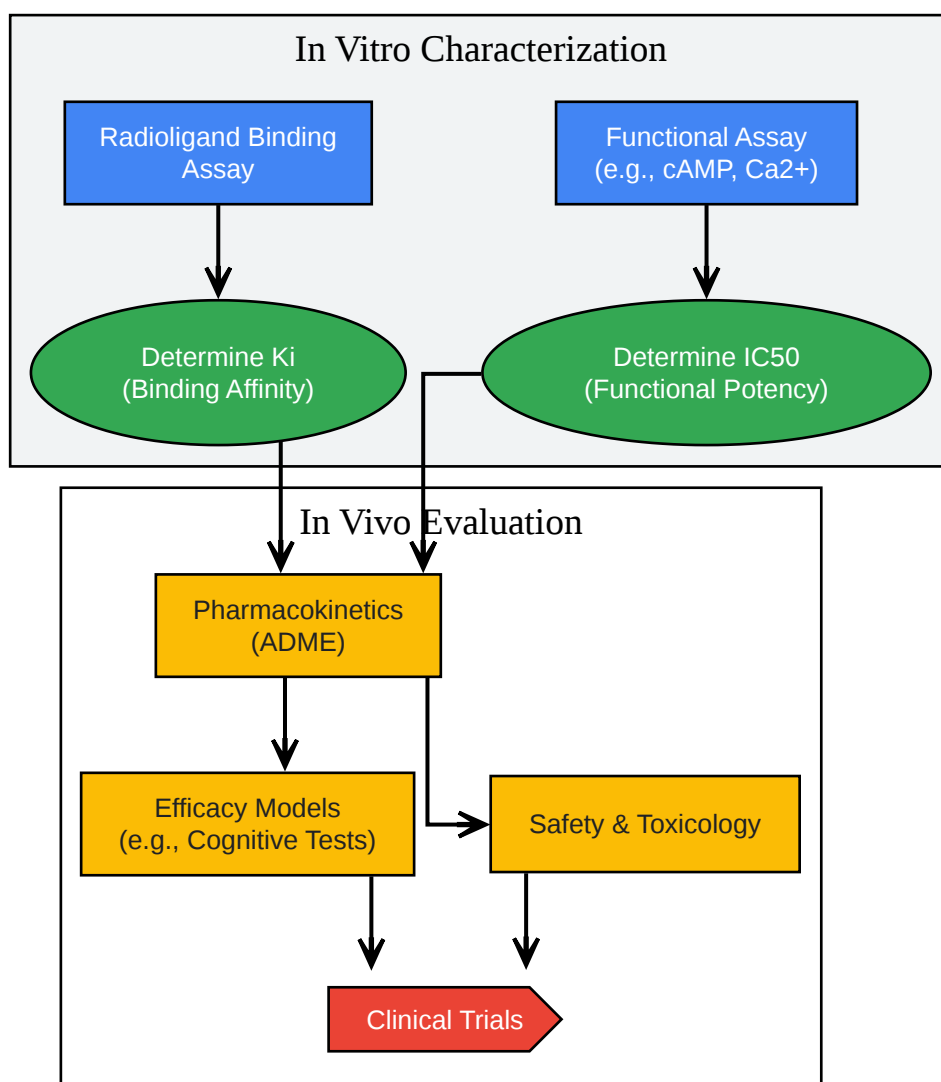 In Vitro Characterization
Radioligand Binding
Assay
Functional Assay
(e.g., cAMP, Ca2+)
Determine Ki
(Binding Affinity)
Determine IC50
(Functional Potency)
In Vivo Evaluation
Pharmacokinetics
(ADME)
Efficacy Models
(e.g., Cognitive Tests)
Safety & Toxicology
Clinical Trials